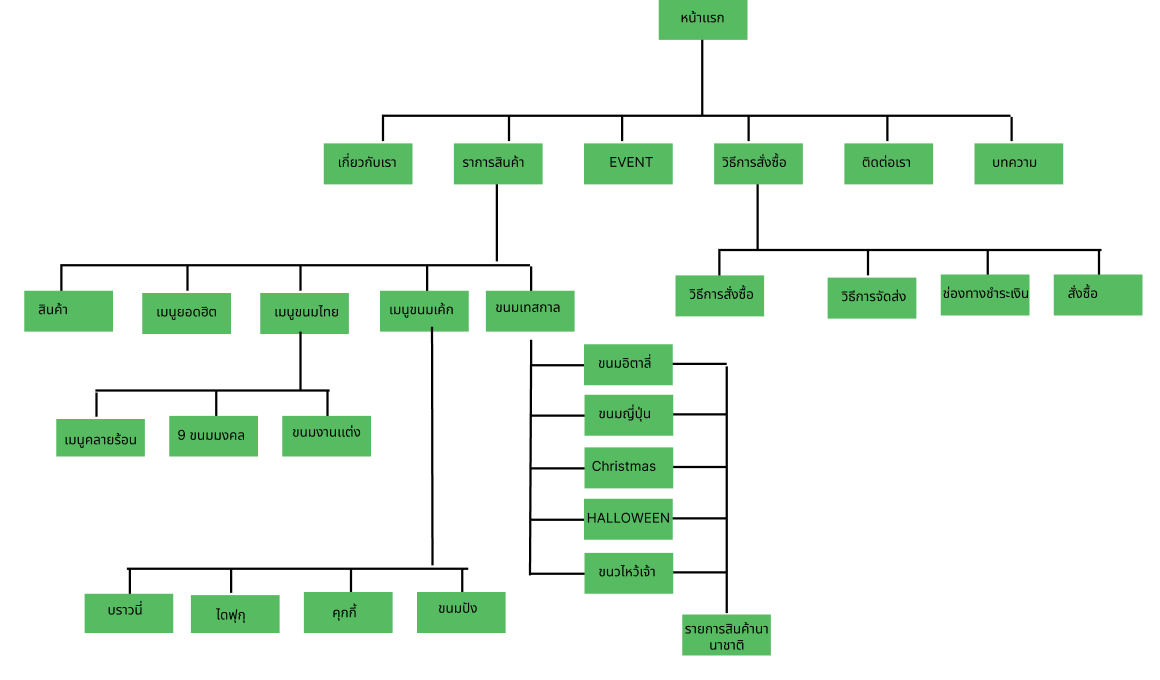 หน้าแรก
เกี่ยวกับเรา
ราการสินค้า
EVENT
วิธีการสั่งซื้อ
ติดต่อเรา
บทความ
วิธีการสั่งซื้อ
วิธีการจัดส่ง
ช่องทางชำระเงิน
สั่งซื้อ
สินค้า
เมนูยอดฮิต
เมนูขนมไทย
เมนูขนมเค้ก
ขนมเทสกาล
ขนมอิตาลี่
ขนมญี่ปุ่น
Christmas
HALLOWEEN
ขนวไหว้เจ้า
เมนูคลายร้อน
9 ขนมมงคล
ขนมงานแต่ง
บราวนี่
ไดฟุกุ
คุกกี้
ขนมปัง
รายการสินค้านา
นาชาติ